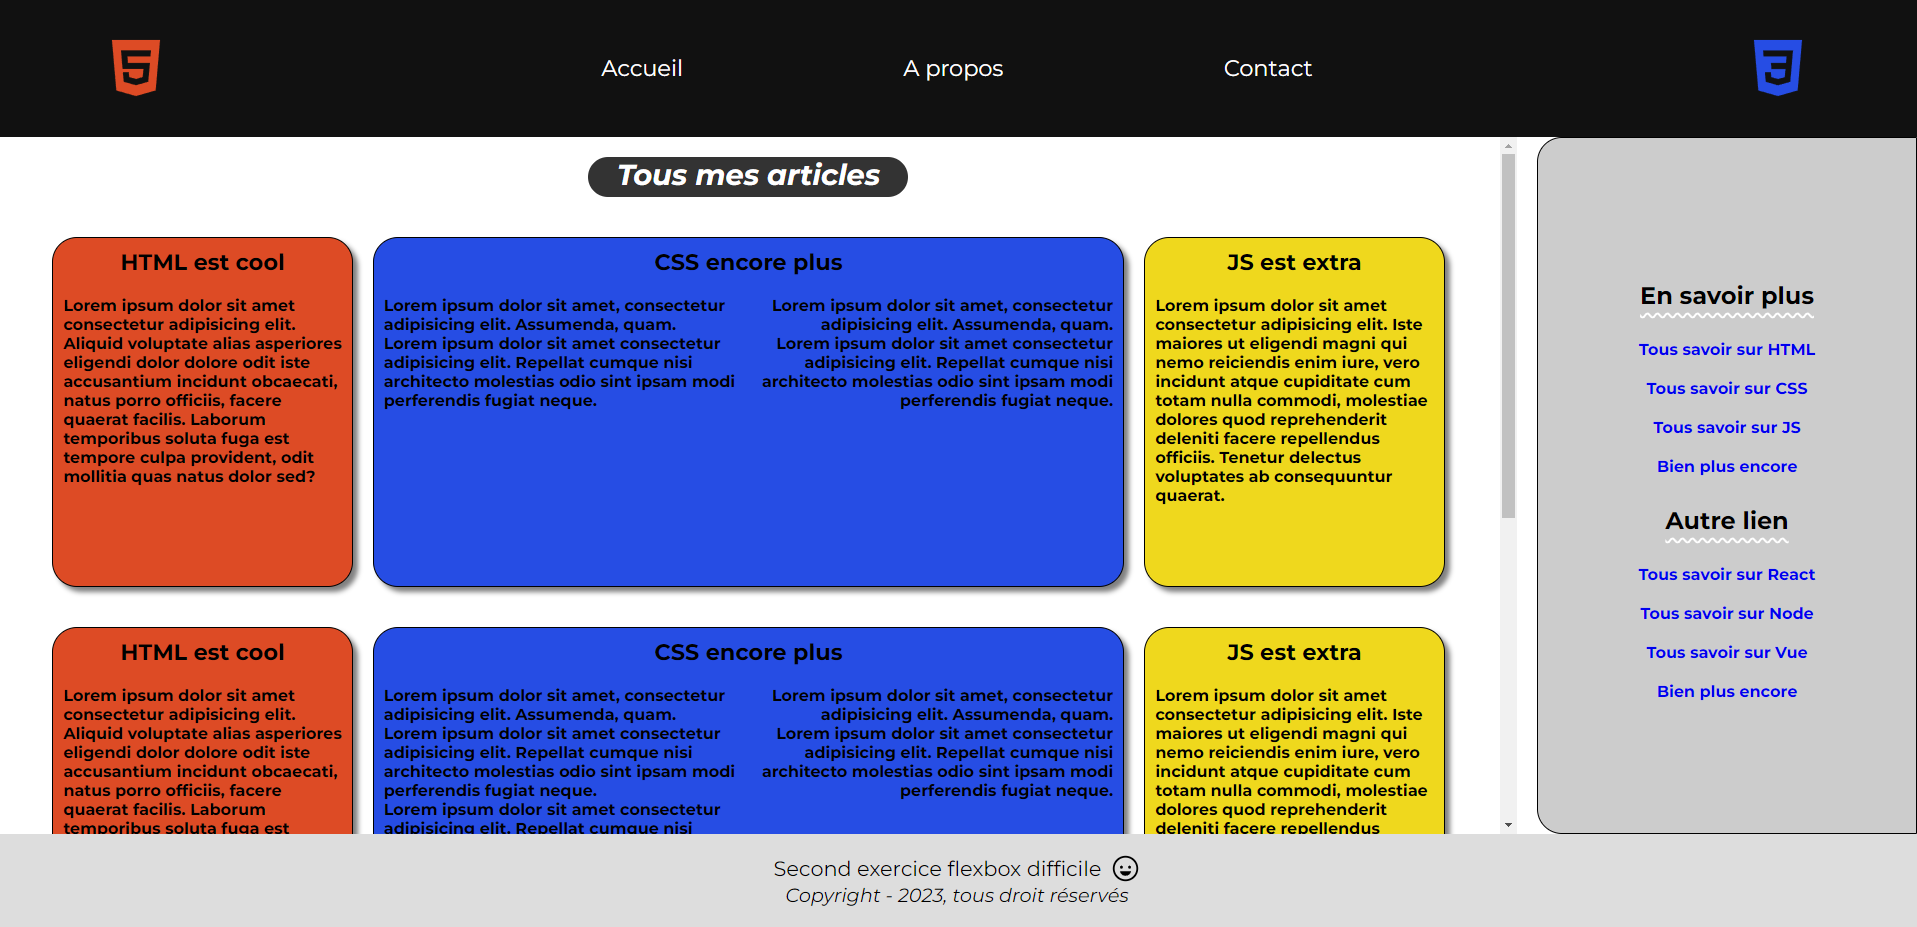 Accueil
A propos
Contact
Tous mes articles
HTML est cool
Lorem ipsum dolor sit amet
consectetur adipisicing elit.
Aliquid voluptate alias asperiores
eligendi dolor dolore odit iste
accusantium incidunt obcaecati,
natus porro officiis, facere
quaerat facilis. Laborum
temporibus soluta fuga est
tempore culpa provident, odit
mollitia quas natus dolor sed?
CSS encore plus
Lorem ipsum dolor sit amet, consectetur
adipisicing elit. Assumenda, quam.
Lorem ipsum dolor sit amet consectetur
adipisicing elit. Repellat cumque nisi
architecto molestias odio sint ipsam modi
perferendis fugiat neque.
Lorem ipsum dolor sit amet, consectetur
adipisicing elit. Assumenda, quam.
Lorem ipsum dolor sit amet consectetur
adipisicing elit. Repellat cumque nisi
architecto molestias odio sint ipsam modi
perferendis fugiat neque.
JS est extra
Lorem ipsum dolor sit amet
consectetur adipisicing elit. Iste
maiores ut eligendi magni qui
nemo reiciendis enim iure, vero
incidunt atque cupiditate cum
totam nulla commodi, molestiae
dolores quod reprehenderit
deleniti facere repellendus
officiis. Tenetur delectus
voluptates ab consequuntur
quaerat.
HTML est cool
Lorem ipsum dolor sit amet
consectetur adipisicing elit.
Aliquid voluptate alias asperiores
eligendi dolor dolore odit iste
accusantium incidunt obcaecati,
natus porro officiis, facere
quaerat facilis. Laborum
temporibus soluta fuga est
CSS encore plus
Lorem ipsum dolor sit amet, consectetur
adipisicing elit. Assumenda, quam.
Lorem ipsum dolor sit amet consectetur
adipisicing elit. Repellat cumque nisi
architecto molestias odio sint ipsam modi
perferendis fugiat neque.
Lorem ipsum dolor sit amet consectetur
adipisicing elit. Repellat cumque nisi
Lorem ipsum dolor sit amet, consectetur
adipisicing elit. Assumenda, quam.
Lorem ipsum dolor sit amet consectetur
adipisicing elit. Repellat cumque nisi
architecto molestias odio sint ipsam modi
perferendis fugiat neque.
JS est extra
Lorem ipsum dolor sit amet
consectetur adipisicing elit. Iste
maiores ut eligendi magni qui
nemo reiciendis enim iure, vero
incidunt atque cupiditate cum
totam nulla commodi, molestiae
dolores quod reprehenderit
deleniti facere repellendus
En savoir plus
Tous savoir sur HTML
Tous savoir sur CSS
Tous savoir sur JS
Bien plus encore
Autre lien
Tous savoir sur React
Tous savoir sur Node
Tous savoir sur Vue
Bien plus encore
Second exercice flexbox difficile
Copyright - 2023, tous droit réservés